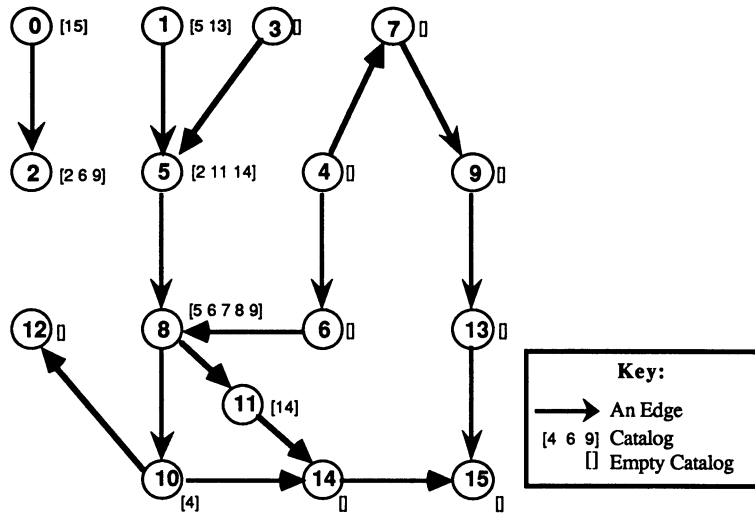 0 [15] 1 [5 13] 3 [] 7 []
2 [2 6 9] 5 [2 11 14] 4 [] 9 []
[5 6 7 8 9]
12 [] 8 6 [] 13 []
11 [14]
10 [4] 14 [] 15 []
Key:
An Edge
[4 6 9] Catalog
[] Empty Catalog